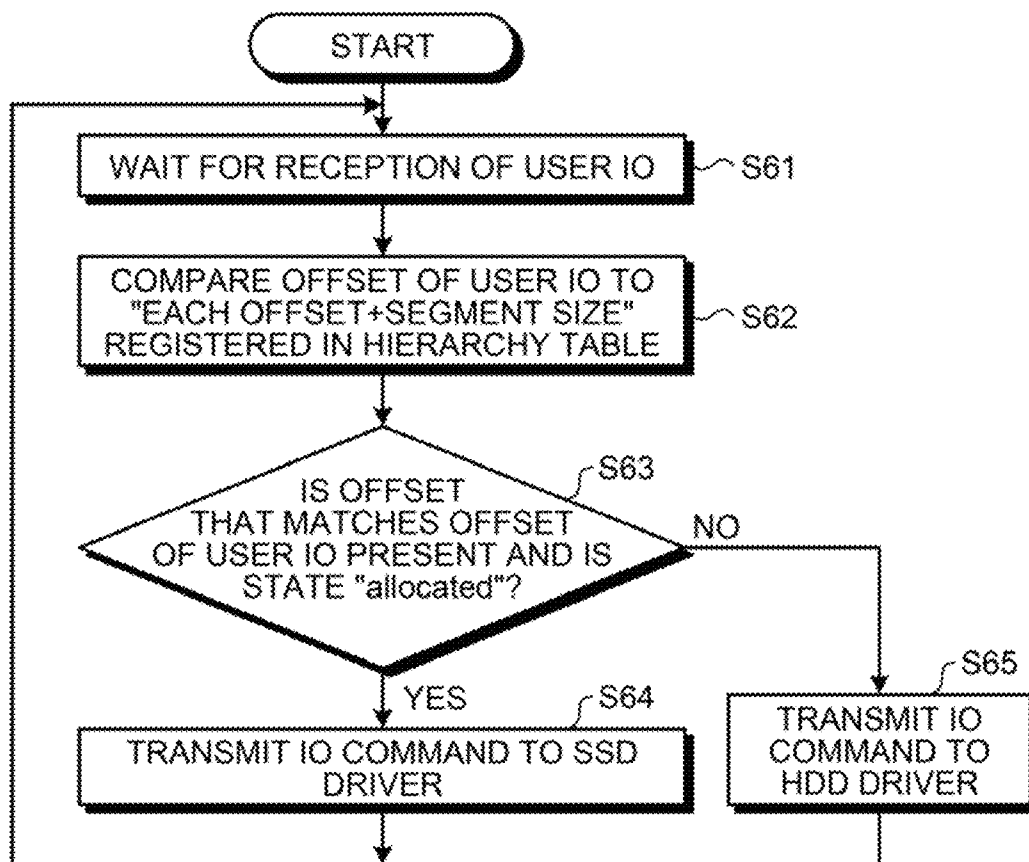 START
WAIT FOR RECEPTION OF USER IO
S61
COMPARE OFFSET OF USER IO TO
"EACH OFFSET+SEGMENT SIZE"
REGISTERED IN HIERARCHY TABLE
S62
S63
IS OFFSET
THAT MATCHES OFFSET
OF USER IO PRESENT AND IS
STATE "allocated"?
NO
YES
S64
TRANSMIT IO COMMAND TO SSD
DRIVER
S65
TRANSMIT IO
COMMAND TO
HDD DRIVER